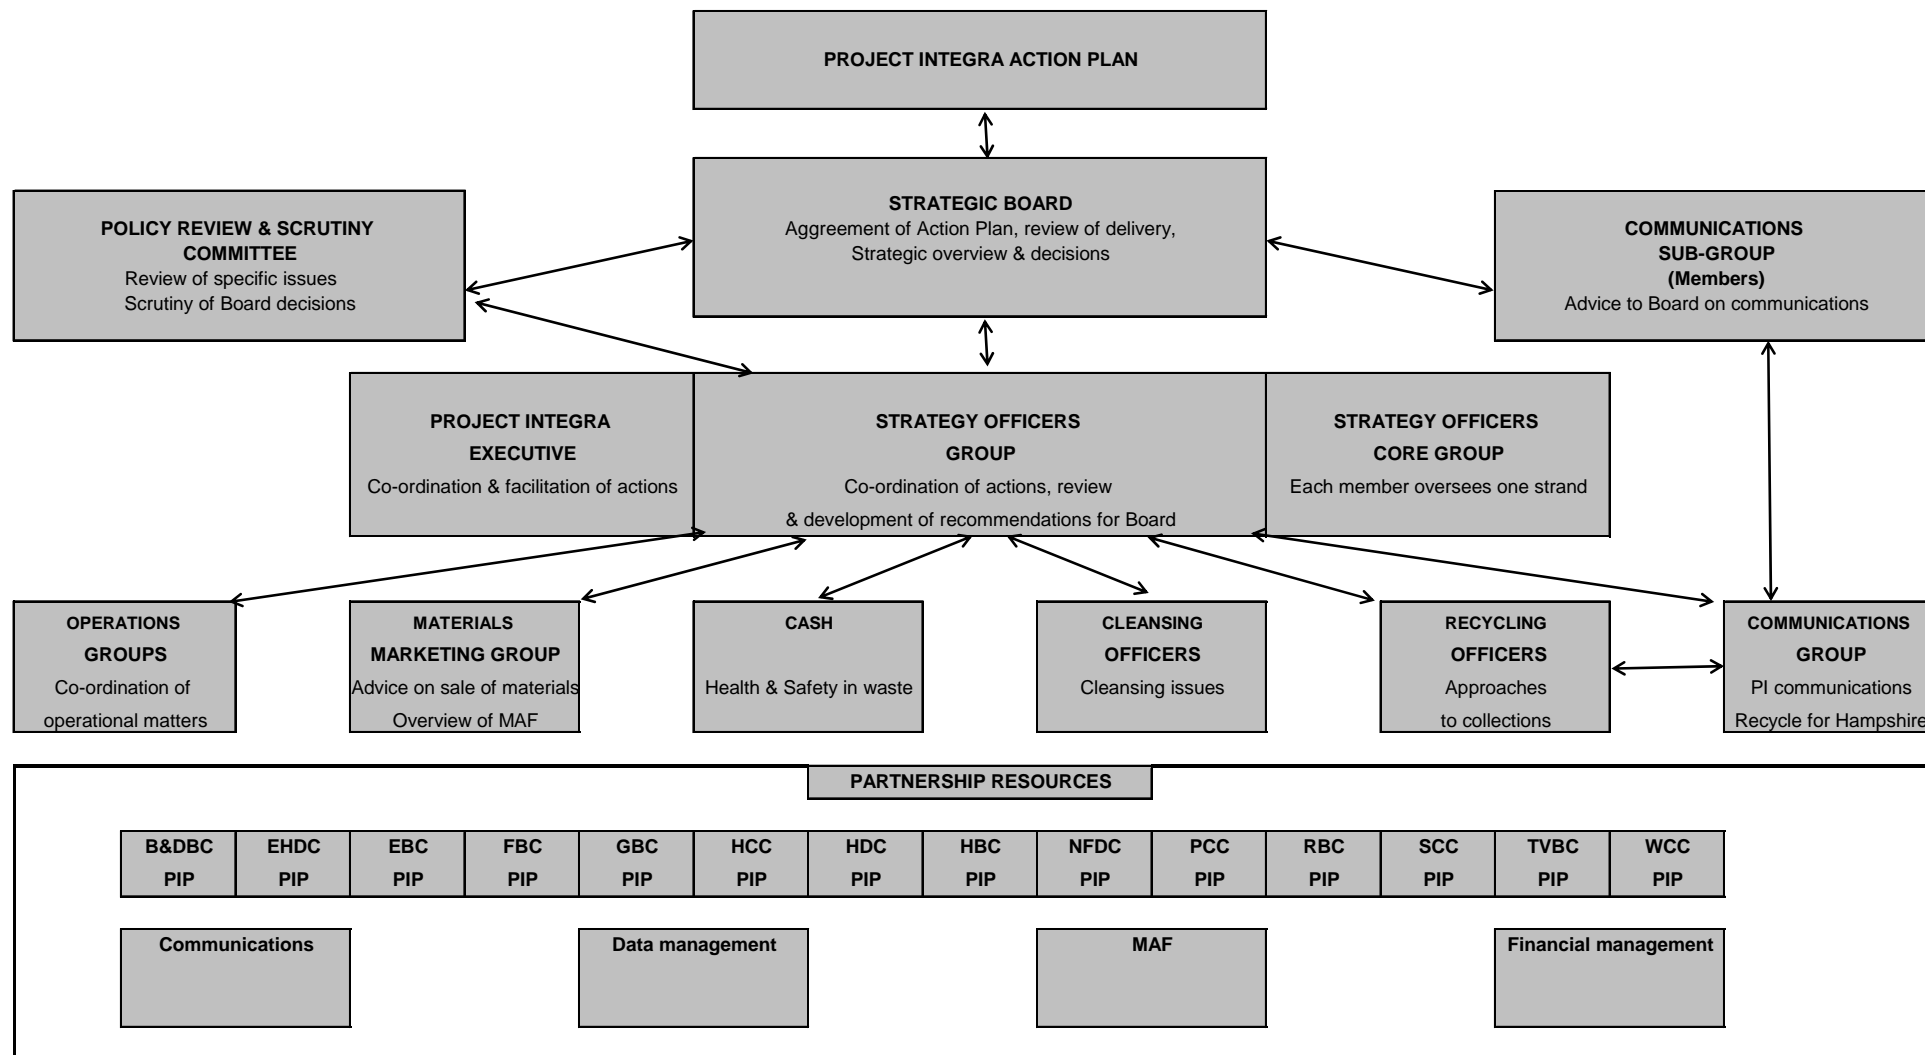 PROJECT INTEGRA ACTION PLAN
STRATEGIC BOARD
Aggreement of Action Plan, review of delivery,
Strategic overview & decisions
POLICY REVIEW & SCRUTINY
COMMITTEE
Review of specific issues
Scrutiny of Board decisions
COMMUNICATIONS
SUB-GROUP
(Members)
Advice to Board on communications
PROJECT INTEGRA
EXECUTIVE
Co-ordination & facilitation of actions
STRATEGY OFFICERS
GROUP
Co-ordination of actions, review
& development of recommendations for Board
STRATEGY OFFICERS
CORE GROUP
Each member oversees one strand
OPERATIONS
GROUPS
Co-ordination of
operational matters
MATERIALS
MARKETING GROUP
Advice on sale of materials
Overview of MAF
CASH
Health & Safety in waste
CLEANSING
OFFICERS
Cleansing issues
RECYCLING
OFFICERS
Approaches
to collections
COMMUNICATIONS
GROUP
PI communications
Recycle for Hampshire
PARTNERSHIP RESOURCES
B&DBC
PIP
EHDC
PIP
EBC
PIP
FBC
PIP
GBC
PIP
HCC
PIP
HDC
PIP
HBC
PIP
NFDC
PIP
PCC
PIP
RBC
PIP
SCC
PIP
TVBC
PIP
WCC
PIP
Communications
Data management
MAF
Financial management